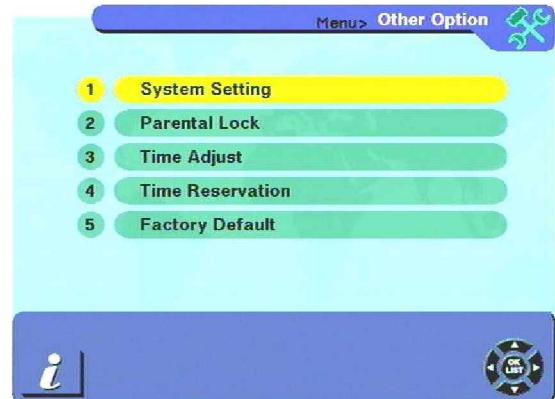 Menu> Other Option
1 System Setting
2 Parental Lock
3 Time Adjust
4 Time Reservation
5 Factory Default
i
OK
LIST